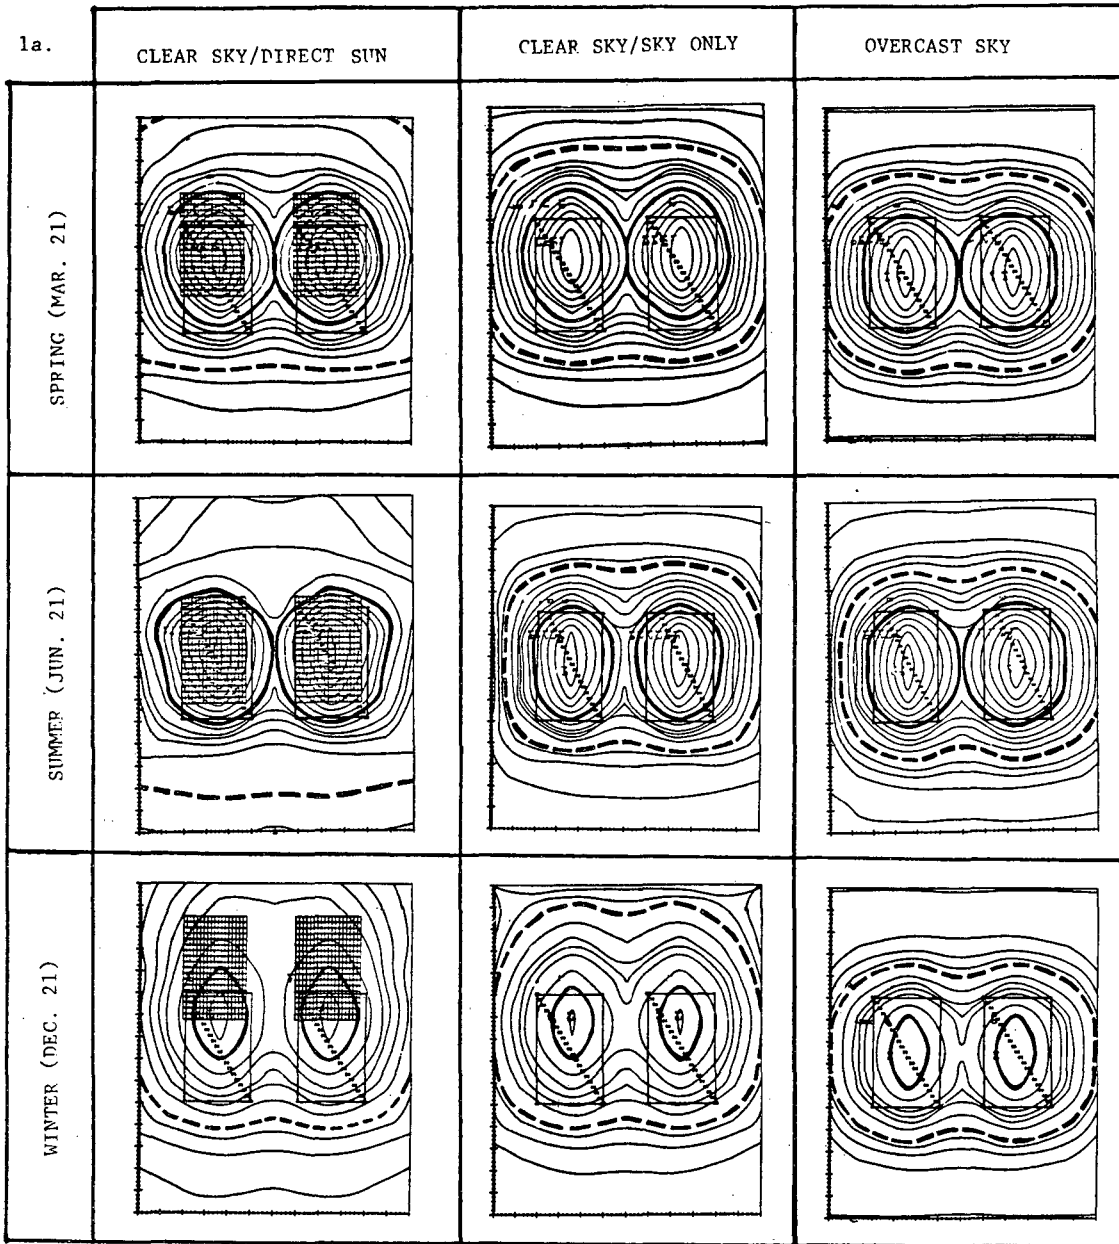 1a.
CLEAR SKY/DIRECT SUN
CLEAR SKY/SKY ONLY
OVERCAST SKY
SPRING (MAR. 21)
SUMMER (JUN. 21)
WINTER (DEC. 21)